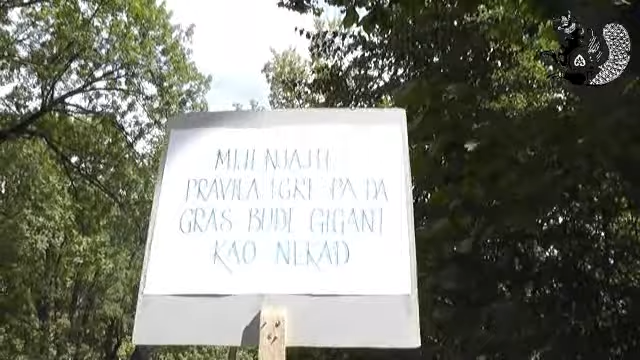 MIJENJAJTE
PRAVILA IGRE PA DA
GRAS BUDE GIGANT
KAO NEKAD